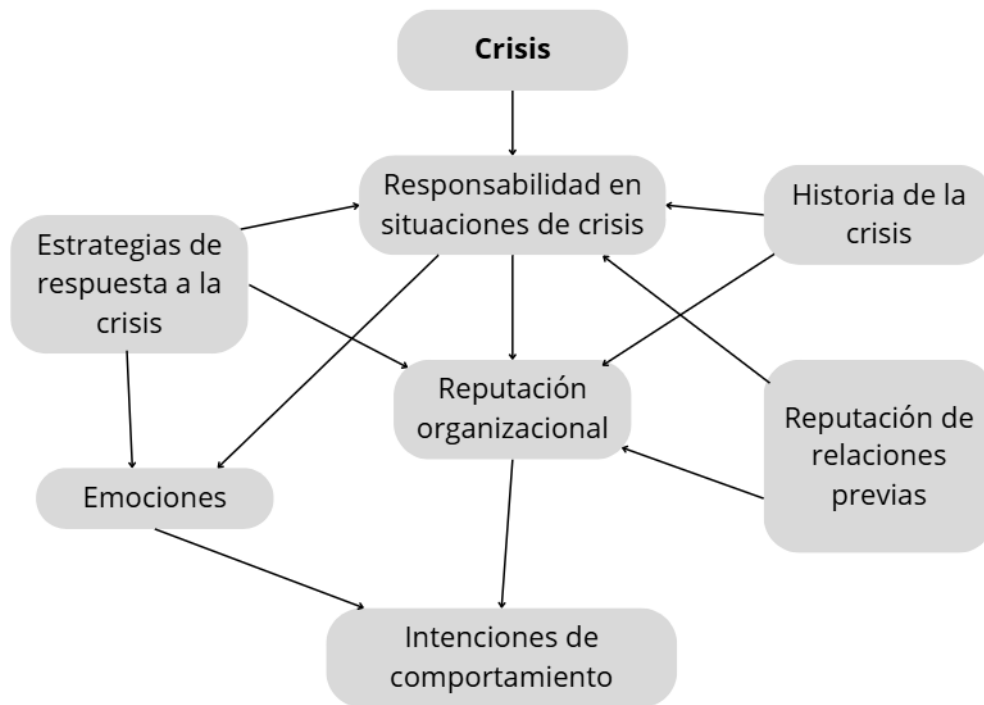 Crisis
Responsabilidad en
situaciones de crisis
Historia de la
crisis
Estrategias de
respuesta a la
crisis
Reputación
organizacional
Reputación de
relaciones
previas
Emociones
Intenciones de
comportamiento